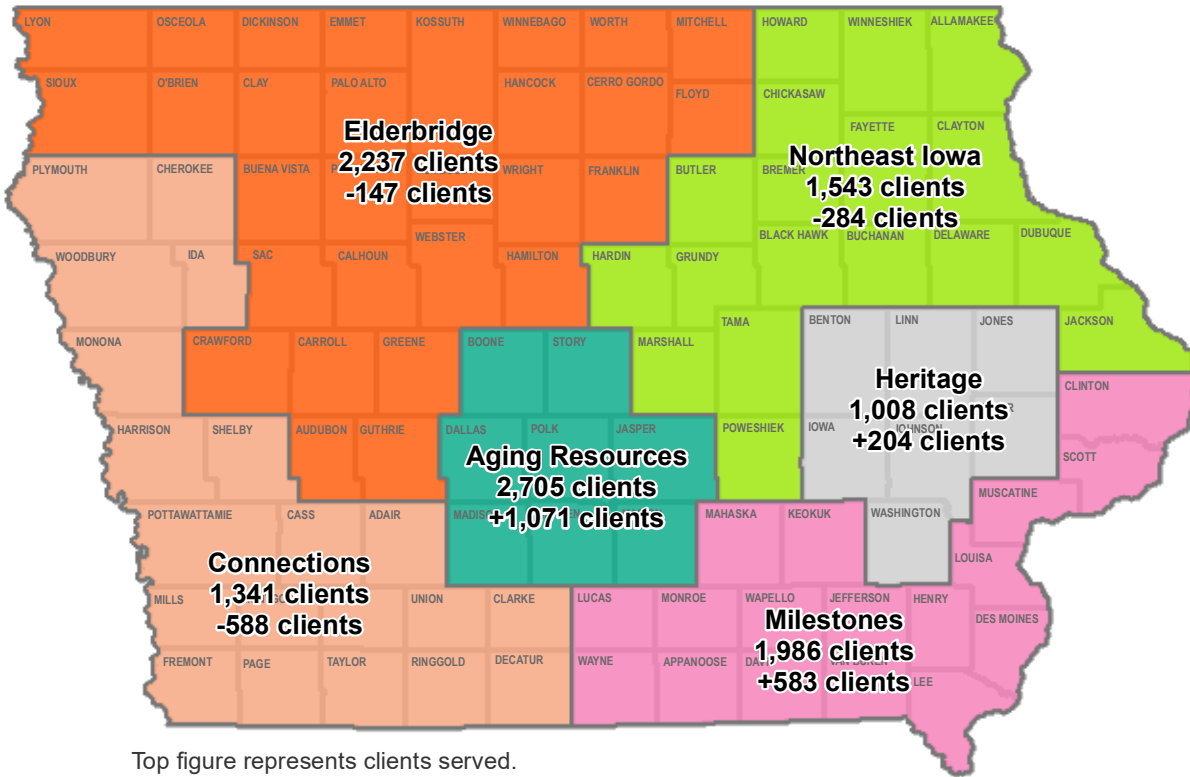 LYON OSCEOLA DICKINSON EMMET KOSSUTH WINNEBAGO WORTH MITCHELL HOWARD WINNESHIEK ALLAMAKEE
SIOUX O'BRIEN CLAY PALO ALTO HANCOCK CERRO GORDO FLOYD CHICKASAW
FAYETTE CLAYTON
Elderbridge
2,237 clients
-147 clients
Northeast Iowa
1,543 clients
-284 clients
PLYMOUTH CHEROKEE BUENA VISTA WRIGHT FRANKLIN BUTLER BREMER
WOODBURY IDA SAC CALHOUN WEBSTER HAMILTON HARDIN GRUNDY BLACK HAWK BUCHANAN DELAWARE DUBUQUE
MONONA CRAWFORD CARROLL GREENE BOONE STORY MARSHALL TAMA BENTON LINN JONES JACKSON
Heritage
1,008 clients
+204 clients
CLINTON
HARRISON SHELBY AUDUBON GUTHRIE DALLAS POLK JASPER POWESHIEK IOWA JOHNSON SCOTT
Aging Resources
2,705 clients
+1,071 clients
POTTAWATTAMIE CASS ADAIR MAHASKA KEOKUK WASHINGTON MUSCATINE
LOUISA
Connections
1,341 clients
-588 clients
MILLS UNION CLARKE LUCAS MONROE WAPELLO JEFFERSON HENRY DES MOINES
Milestones
1,986 clients
+583 clients
FREMONT PAGE TAYLOR RINGGOLD DECATUR WAYNE APPANOOSE LEE
Top figure represents clients served.